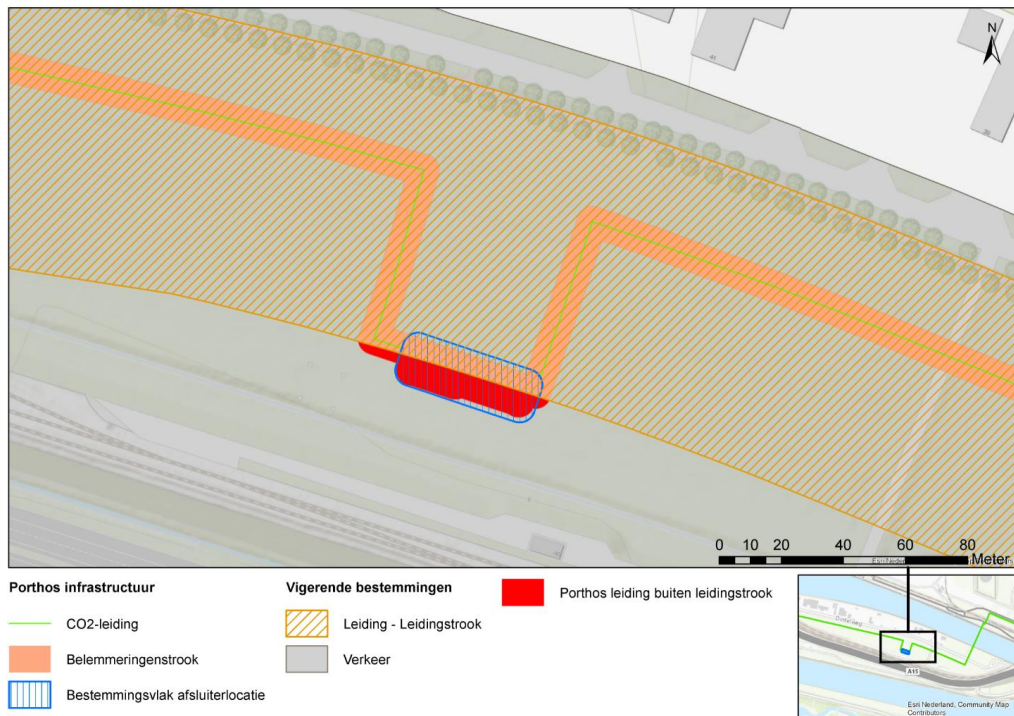 N
41
0 10 20 40 60 80
Meter
Porthos infrastructuur
CO2-leiding
Belemmeringenstrook
Bestemmingsvlak afsluiterlocatie
Vigerende bestemmingen
Leiding - Leidingstrook
Verkeer
Porthos leiding buiten leidingstrook
A15
Esri Nederland, Community Map
Contributors